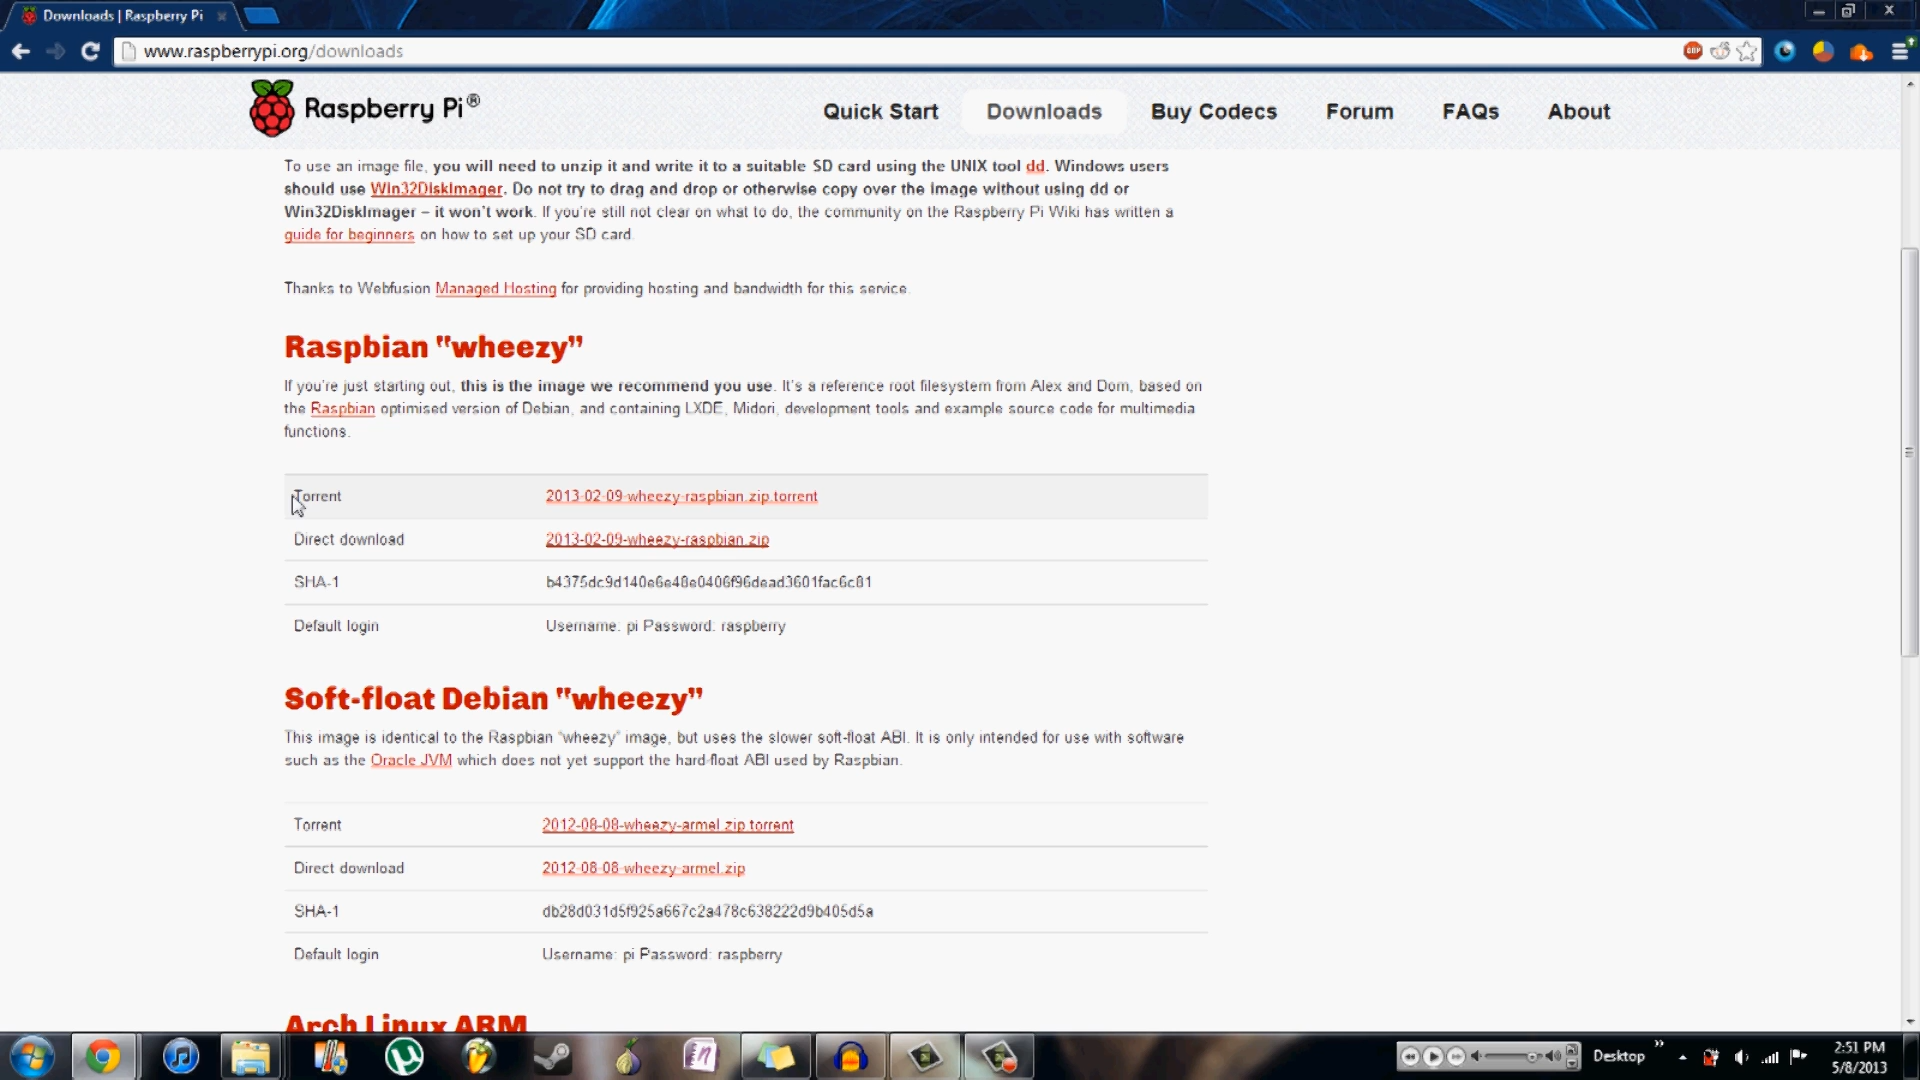 Downloads | Raspberry Pi
www.raspberrypi.org/downloads
Raspberry Pi®
Quick Start
Downloads
Buy Codecs
Forum
FAQs
About
To use an image file, you will need to unzip it and write it to a suitable SD card using the UNIX tool dd. Windows users
should use Win32DiskImager. Do not try to drag and drop or otherwise copy over the image without using dd or
Win32DiskImager – it won't work. If you're still not clear on what to do, the community on the Raspberry Pi Wiki has written a
guide for beginners on how to set up your SD card.
Thanks to Webfusion Managed Hosting for providing hosting and bandwidth for this service.
Raspbian "wheezy"
If you're just starting out, this is the image we recommend you use. It's a reference root filesystem from Alex and Dom, based on
the Raspbian optimised version of Debian, and containing LXDE, Midori, development tools and example source code for multimedia
functions.
Torrent 2013-02-09-wheezy-raspbian.zip.torrent
Direct download 2013-02-09-wheezy-raspbian.zip
SHA-1 b4375dc9d140e6e48e0406f96dead3601fac6c81
Default login Username: pi Password: raspberry
Soft-float Debian "wheezy"
This image is identical to the Raspbian "wheezy" image, but uses the slower soft-float ABI. It is only intended for use with software
such as the Oracle JVM which does not yet support the hard-float ABI used by Raspbian.
Torrent 2012-08-08-wheezy-armel.zip.torrent
Direct download 2012-08-08-wheezy-armel.zip
SHA-1 db28d031d5f925a667c2a478c638222d9b405d5a
Default login Username: pi Password: raspberry
Arch Linux ARM
Desktop
2:51 PM
5/8/2013